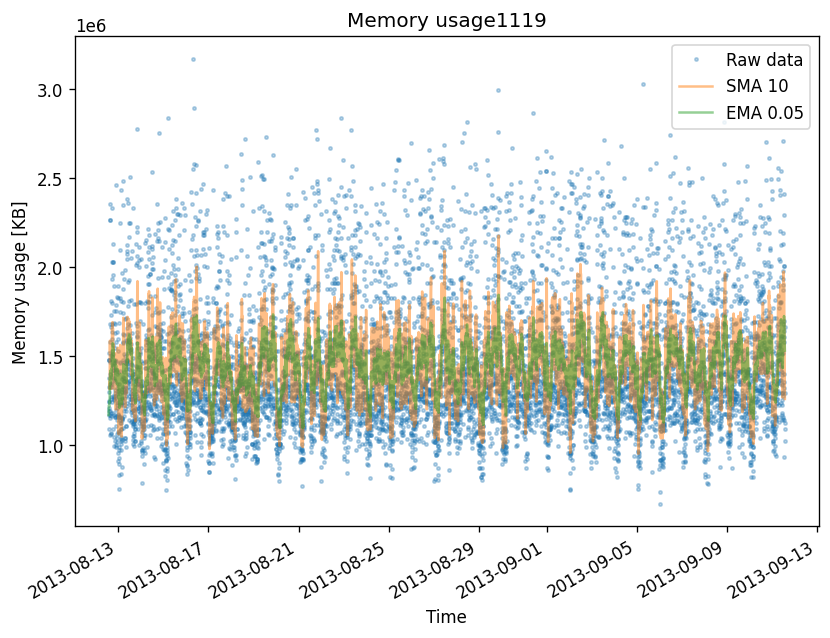 Memory usage1119
1e6
Raw data
SMA 10
EMA 0.05
3.0
2.5
2.0
1.5
1.0
Memory usage [KB]
2013-08-13
2013-08-17
2013-08-21
2013-08-25
2013-08-29
2013-09-01
2013-09-05
2013-09-09
2013-09-13
Time